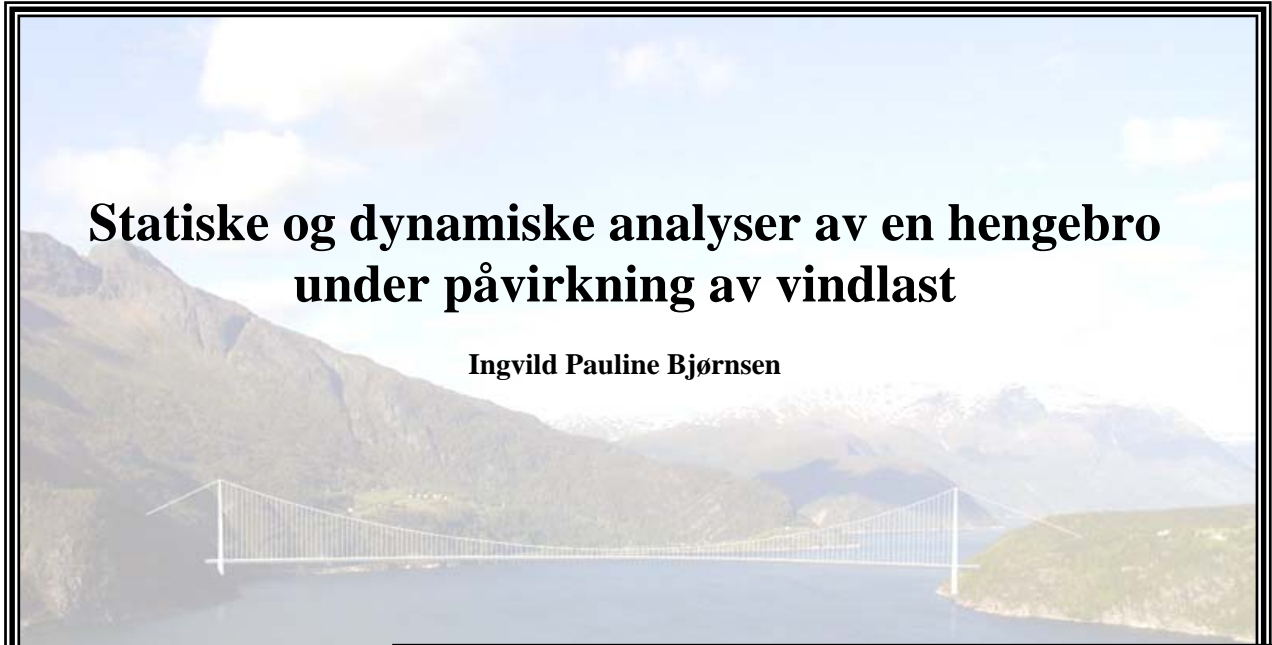 Statiske og dynamiske analyser av en hengebro
under påvirkning av vindlast
Ingvild Pauline Bjørnsen